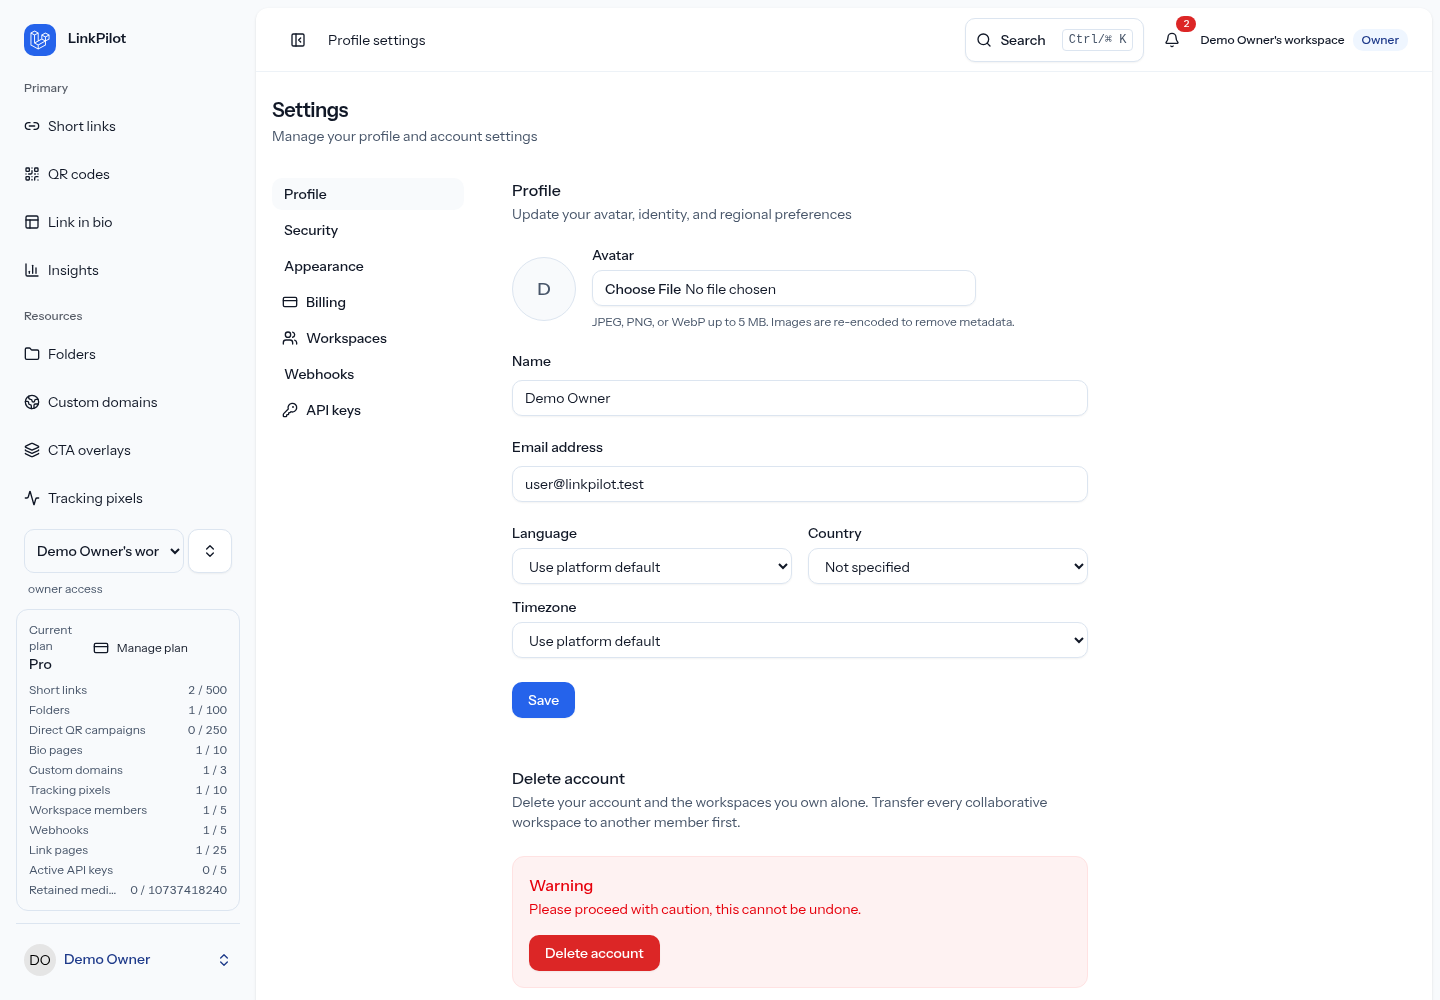 LinkPilot
Primary
Short links
QR codes
Link in bio
Insights
Resources
Folders
Custom domains
CTA overlays
Tracking pixels
Demo Owner's wor
owner access
Current plan
Pro
Manage plan
Short links 2 / 500
Folders 1 / 100
Direct QR campaigns 0 / 250
Bio pages 1 / 10
Custom domains 1 / 3
Tracking pixels 1 / 10
Workspace members 1 / 5
Webhooks 1 / 5
Link pages 1 / 25
Active API keys 0 / 5
Retained medi... 0 / 10737418240
DO Demo Owner
Profile settings
Search Ctrl/⌘ K
2
Demo Owner's workspace Owner
Settings
Manage your profile and account settings
Profile
Security
Appearance
Billing
Workspaces
Webhooks
API keys
Profile
Update your avatar, identity, and regional preferences
D
Avatar
Choose File No file chosen
JPEG, PNG, or WebP up to 5 MB. Images are re-encoded to remove metadata.
Name
Demo Owner
Email address
user@linkpilot.test
Language
Use platform default
Country
Not specified
Timezone
Use platform default
Save
Delete account
Delete your account and the workspaces you own alone. Transfer every collaborative
workspace to another member first.
Warning
Please proceed with caution, this cannot be undone.
Delete account